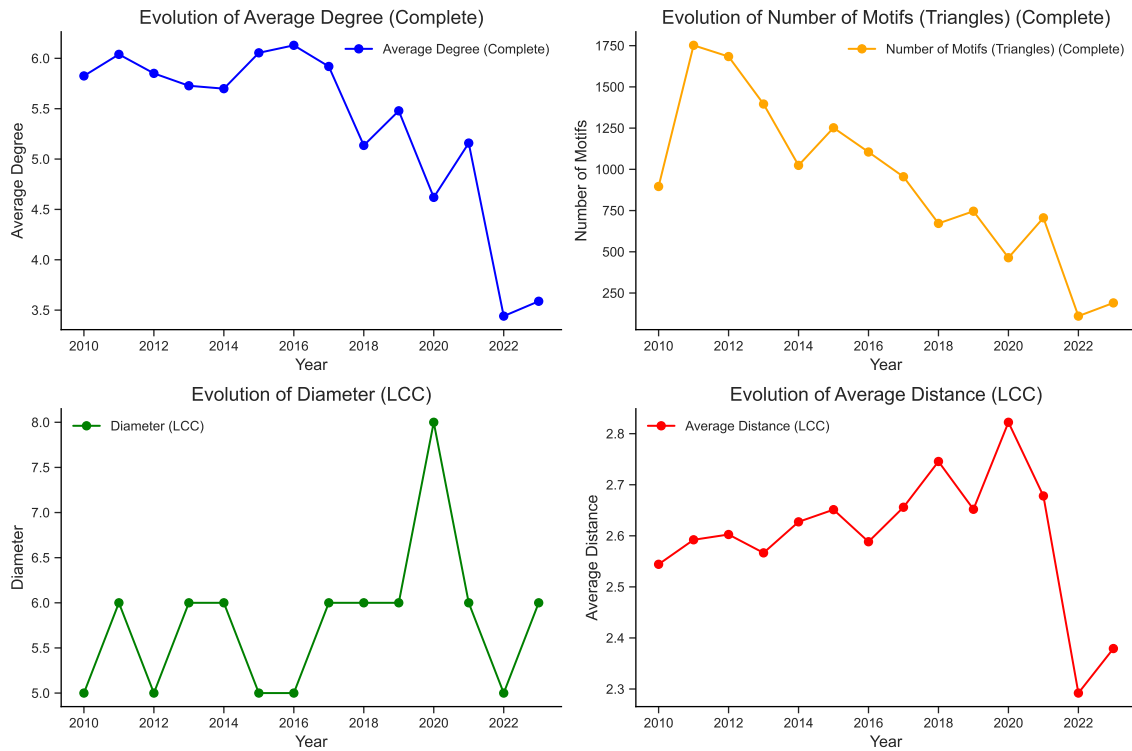 Evolution of Average Degree (Complete)
Average Degree (Complete)
6.0
5.5
5.0
4.5
4.0
3.5
Average Degree
2010 2012 2014 2016 2018 2020 2022
Year
Evolution of Number of Motifs (Triangles) (Complete)
Number of Motifs (Triangles) (Complete)
1750
1500
1250
1000
750
500
250
Number of Motifs
2010 2012 2014 2016 2018 2020 2022
Year
Evolution of Diameter (LCC)
Diameter (LCC)
8.0
7.5
7.0
6.5
6.0
5.5
5.0
Diameter
2010 2012 2014 2016 2018 2020 2022
Year
Evolution of Average Distance (LCC)
Average Distance (LCC)
2.8
2.7
2.6
2.5
2.4
2.3
Average Distance
2010 2012 2014 2016 2018 2020 2022
Year